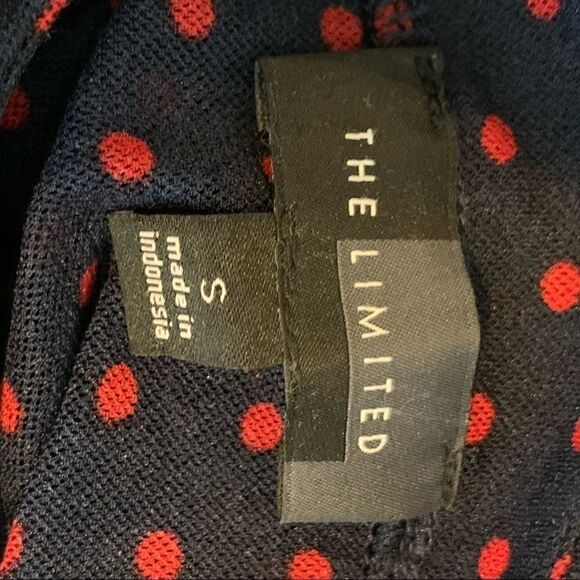 THE LIMITED
S
made in
indonesia